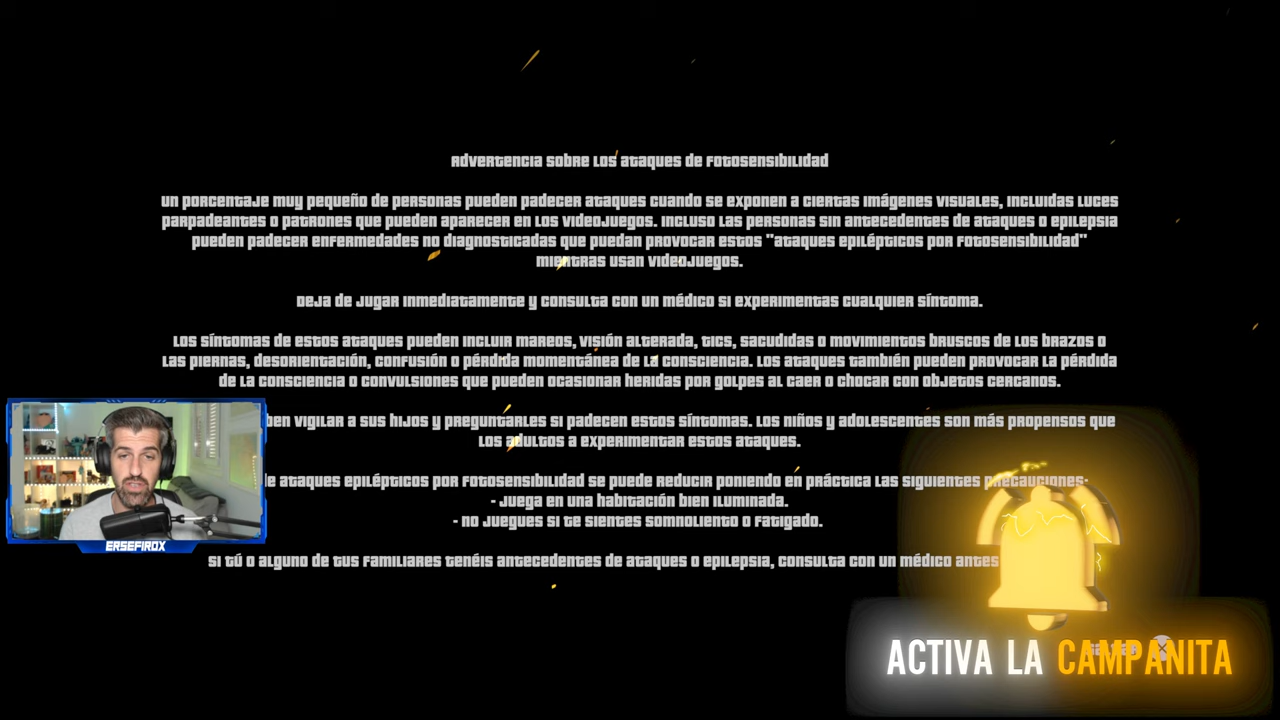 Advertencia sobre los ataques de fotosensibilidad
Un porcentaje muy pequeño de personas pueden padecer ataques cuando se exponen a ciertas imágenes visuales, incluidas luces
parpadeantes o patrones que pueden aparecer en los videojuegos. Incluso las personas sin antecedentes de ataques o epilepsia
pueden padecer enfermedades no diagnosticadas que puedan provocar estos "ataques epilépticos por fotosensibilidad"
mientras usan videojuegos.
Deja de jugar inmediatamente y consulta con un médico si experimentas cualquier síntoma.
Los síntomas de estos ataques pueden incluir mareos, visión alterada, tics, sacudidas o movimientos bruscos de los brazos o
las piernas, desorientación, confusión o pérdida momentánea de la consciencia. Los ataques también pueden provocar la pérdida
de la consciencia o convulsiones que pueden ocasionar heridas por golpes al caer o chocar con objetos cercanos.
ben vigilar a sus hijos y preguntarles si padecen estos síntomas. Los niños y adolescentes son más propensos que
los adultos a experimentar estos ataques.
e ataques epilépticos por fotosensibilidad se puede reducir poniendo en práctica las siguientes precauciones:
- Juega en una habitación bien iluminada.
- No juegues si te sientes somnoliento o fatigado.
Si tú o alguno de tus familiares tenéis antecedentes de ataques o epilepsia, consulta con un médico antes
ERSEFIROX
ACTIVA LA CAMPANITA